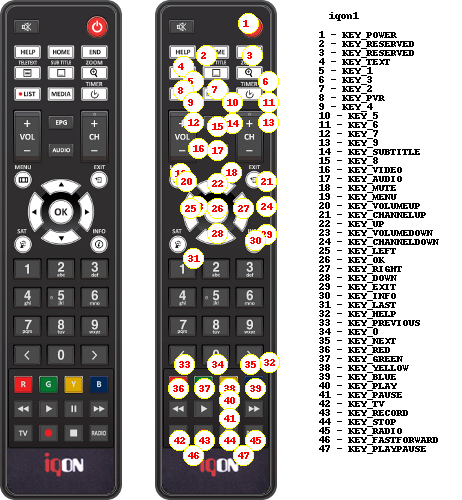 iqon1
1 - KEY_POWER
2 - KEY_RESERVED
3 - KEY_RESERVED
4 - KEY_TEXT
5 - KEY_1
6 - KEY_3
7 - KEY_2
8 - KEY_PVR
9 - KEY_4
10 - KEY_5
11 - KEY_6
12 - KEY_7
13 - KEY_9
14 - KEY_SUBTITLE
15 - KEY_8
16 - KEY_VIDEO
17 - KEY_AUDIO
18 - KEY_MUTE
19 - KEY_MENU
20 - KEY_VOLUMEUP
21 - KEY_CHANNELUP
22 - KEY_UP
23 - KEY_VOLUMEDOWN
24 - KEY_CHANNELDOWN
25 - KEY_LEFT
26 - KEY_OK
27 - KEY_RIGHT
28 - KEY_DOWN
29 - KEY_EXIT
30 - KEY_INFO
31 - KEY_LAST
32 - KEY_HELP
33 - KEY_PREVIOUS
34 - KEY_0
35 - KEY_NEXT
36 - KEY_RED
37 - KEY_GREEN
38 - KEY_YELLOW
39 - KEY_BLUE
40 - KEY_PLAY
41 - KEY_PAUSE
42 - KEY_TV
43 - KEY_RECORD
44 - KEY_STOP
45 - KEY_RADIO
46 - KEY_FASTFORWARD
47 - KEY_PLAYPAUSE
HELP HOME END
TELETEXT SUB TITLE ZOOM
TIMER
LIST MEDIA
+ EPG +
VOL CH
- AUDIO -
MENU EXIT
OK
SAT INFO
1 2 abc 3 def
4 ghi 5 jkl 6 mno
7 pqrs 8 tuv 9 wxyz
< 0 >
R G Y B
TV RADIO
iqON